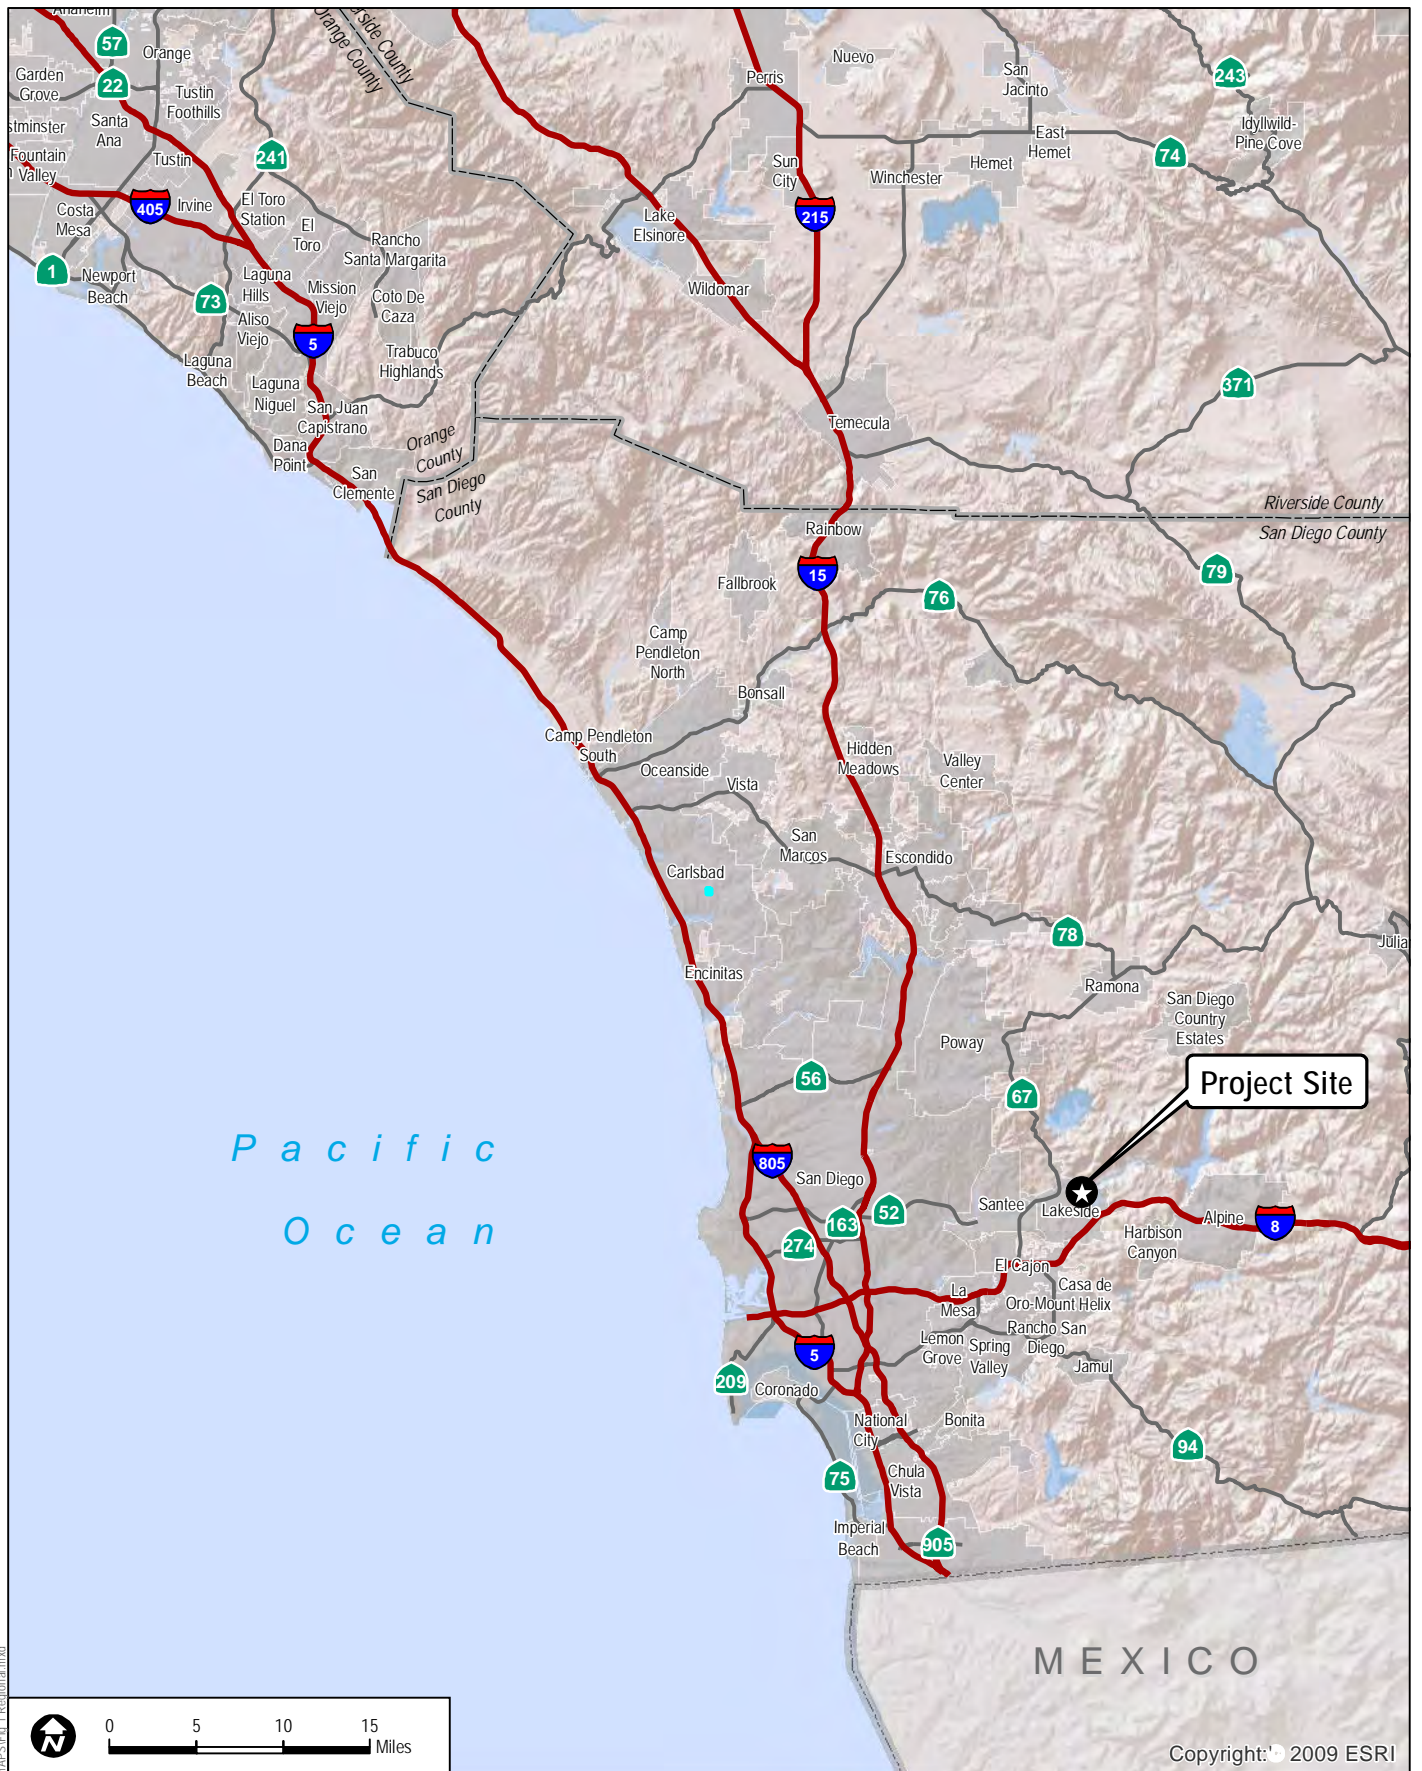 Anaheim
57
Orange
Riverside County
Orange County
Nuevo
Garden
Grove
22
Tustin
Foothills
Perris
San
Jacinto
243
Santa
Ana
stminster
Fountain
Valley
Tustin
241
Idyllwild-
Pine Cove
East
Hemet
Hemet
74
Sun
City
Winchester
Costa
Mesa
405
Irvine
El Toro
Station
El
Toro
Lake
Elsinore
215
Rancho
Santa Margarita
1
Newport
Beach
73
Laguna
Hills
Mission
Viejo
Coto De
Caza
Wildomar
Aliso
Viejo
5
Trabuco
Highlands
Laguna
Beach
Laguna
Niguel
San Juan
Capistrano
371
Temecula
Dana
Point
Orange
County
San
Clemente
San Diego
County
Riverside County
San Diego County
Rainbow
15
Fallbrook
79
76
Camp
Pendleton
North
Bonsall
Camp Pendleton
South
Oceanside
Vista
Hidden
Meadows
Valley
Center
San
Marcos
Escondido
Carlsbad
78
Julia
Encinitas
Ramona
San Diego
Country
Estates
Poway
56
67
Project Site
Pacific
Ocean
805
San Diego
Santee
Lakeside
52
163
274
Alpine
8
Harbison
Canyon
El Cajon
La
Mesa
Casa de
Oro-Mount Helix
Lemon
Grove
Spring
Valley
Rancho San
Diego
Jamul
5
209
Coronado
National
City
Bonita
94
75
Chula
Vista
Imperial
Beach
905
MEXICO
N
0 5 10 15
Miles
Copyright: 2009 ESRI